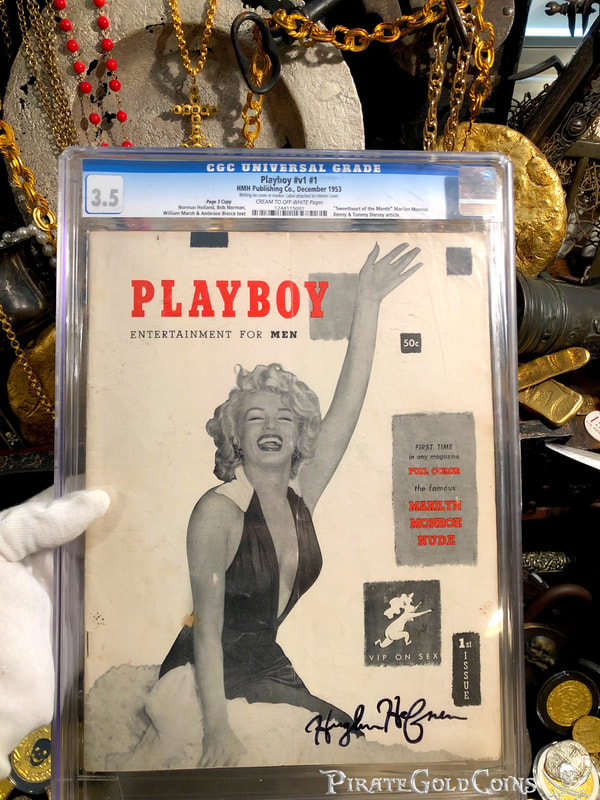 CGC UNIVERSAL GRADE
3.5
Playboy #v1 #1
HMH Publishing Co., December 1953
Writing on cover in marker. Label attached to interior cover.
Page 3 Copy
CREAM TO OFF-WHITE Pages
Norman Holland, Bob Norman,
William Marsh & Ambrose Bierce text
1244115001
"Sweetheart of the Month" Marilyn Monroe
Jimmy & Tommy Dorsey article.
PLAYBOY
ENTERTAINMENT FOR MEN
50c
FIRST TIME
in any magazine
FULL COLOR
the famous
MARILYN
MONROE
NUDE
VIP ON SEX
1st
ISSUE
Hugh Hefner
PIRATEGOLDCOINS